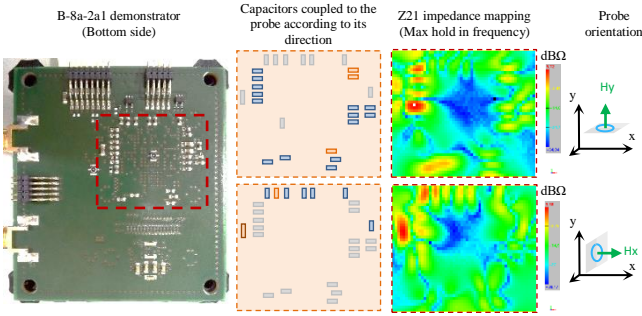 B-8a-2a1 demonstrator
(Bottom side)
Capacitors coupled to the
probe according to its
direction
Z21 impedance mapping
(Max hold in frequency)
Probe
orientation
dBΩ
y
Hy
x
dBΩ
y
Hx
x